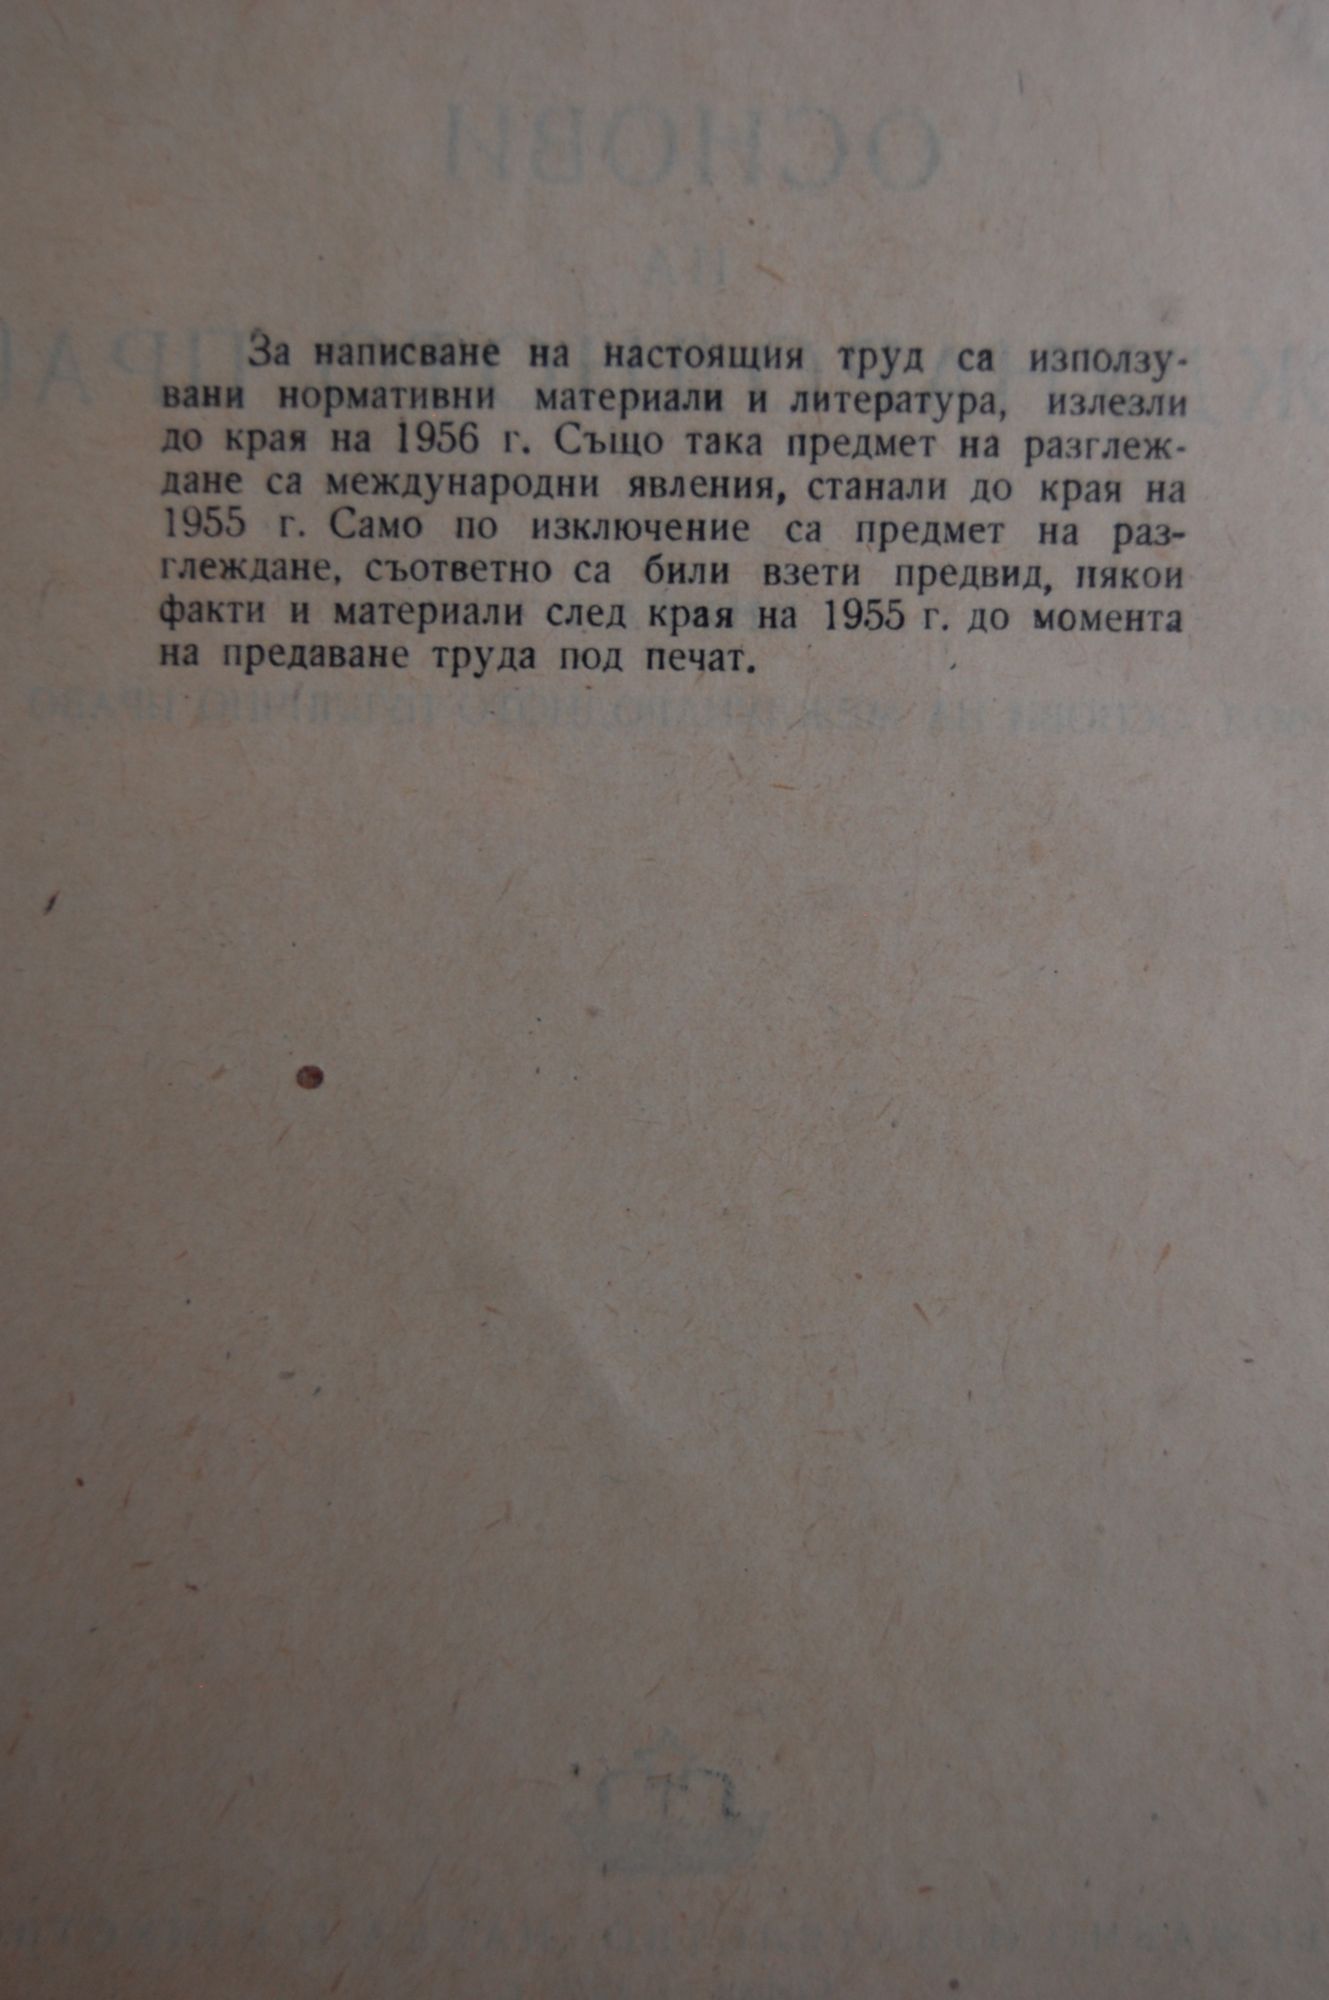 За написване на настоящия труд са използу-
вани нормативни материали и литература, излезли
до края на 1956 г. Също така предмет на разглеж-
дане са международни явления, станали до края на
1955 г. Само по изключение са предмет на раз-
глеждане, съответно са били взети предвид, някои
факти и материали след края на 1955 г. до момента
на предаване труда под печат.